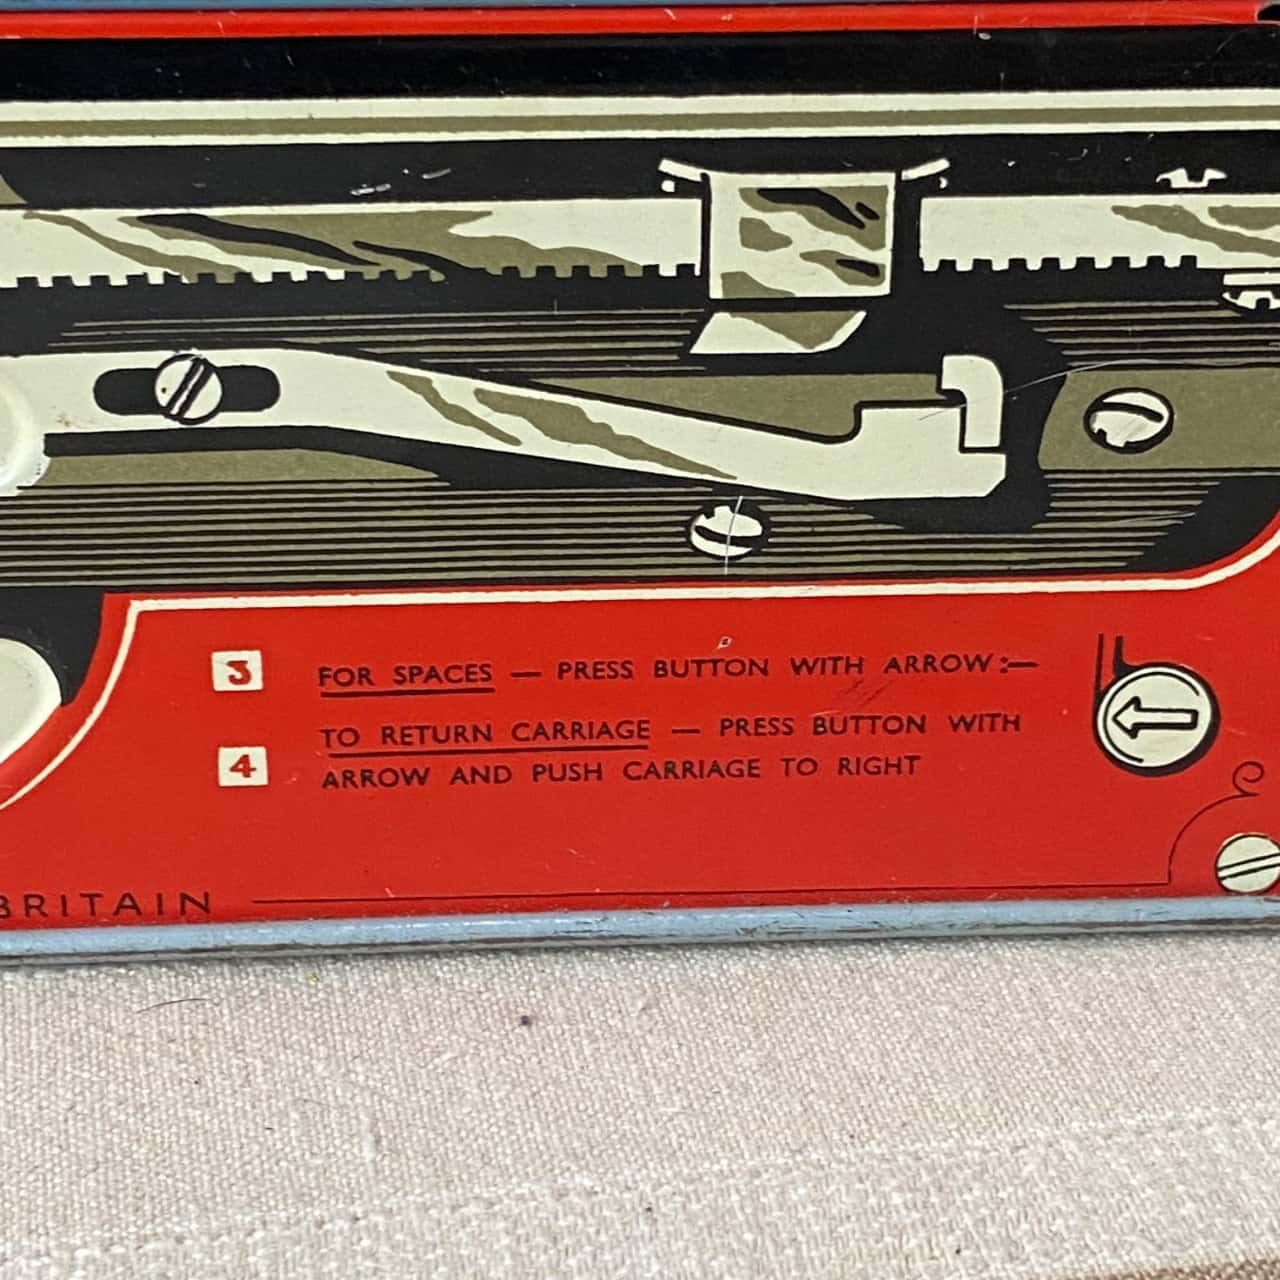 3 FOR SPACES — PRESS BUTTON WITH ARROW:—
4 TO RETURN CARRIAGE — PRESS BUTTON WITH
ARROW AND PUSH CARRIAGE TO RIGHT
BRITAIN